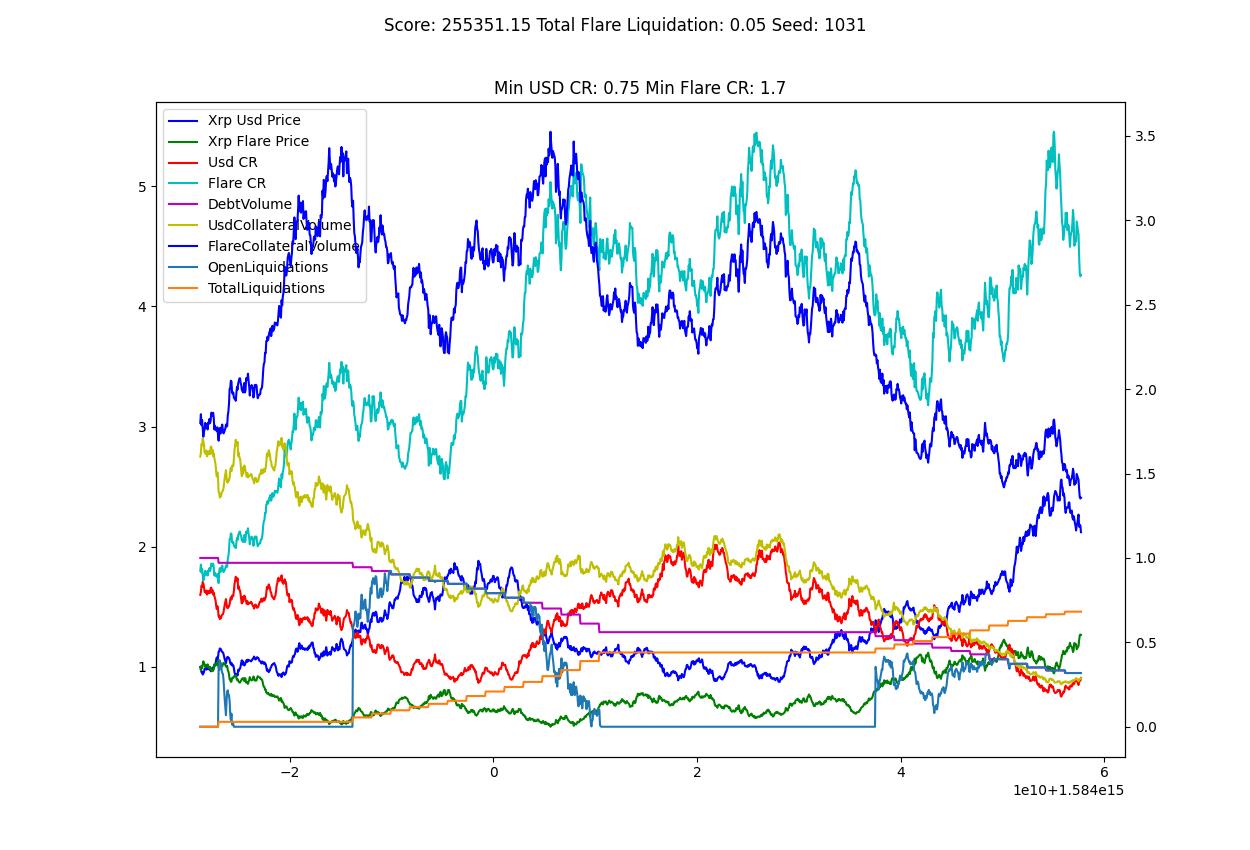 Score: 255351.15 Total Flare Liquidation: 0.05 Seed: 1031
Min USD CR: 0.75 Min Flare CR: 1.7
Xrp Usd Price
Xrp Flare Price
Usd CR
Flare CR
DebtVolume
UsdCollateralVolume
FlareCollateralVolume
OpenLiquidations
TotalLiquidations
5
4
3
2
1
3.5
3.0
2.5
2.0
1.5
1.0
0.5
0.0
−2 0 2 4 6
1e10+1.584e15